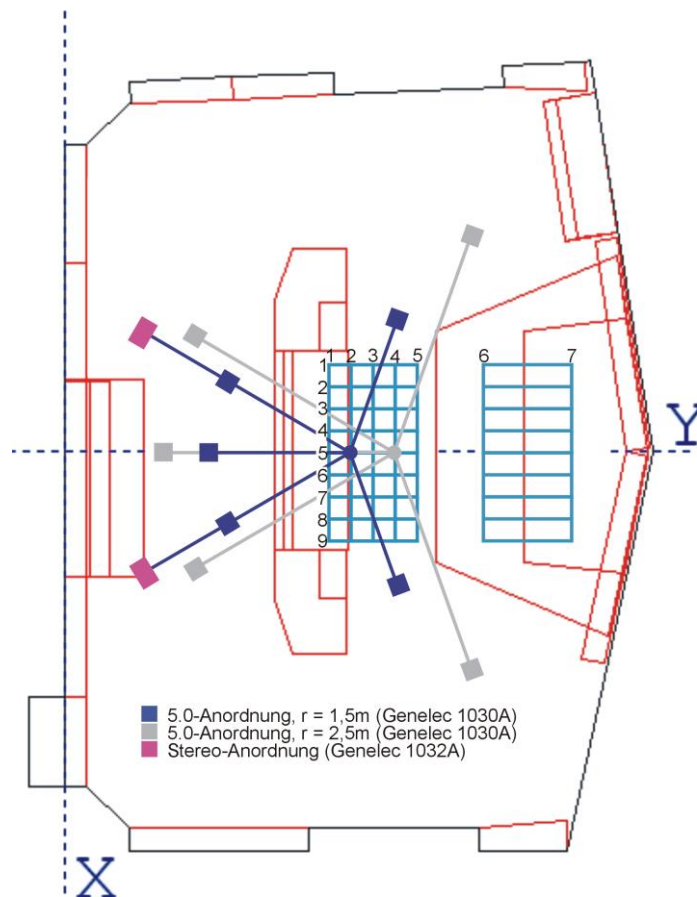 1 2 3 4 5 6 7
1
2
3
4
5
6
7
8
9
Y
5.0-Anordnung, r = 1,5m (Genelec 1030A)
5.0-Anordnung, r = 2,5m (Genelec 1030A)
Stereo-Anordnung (Genelec 1032A)
X